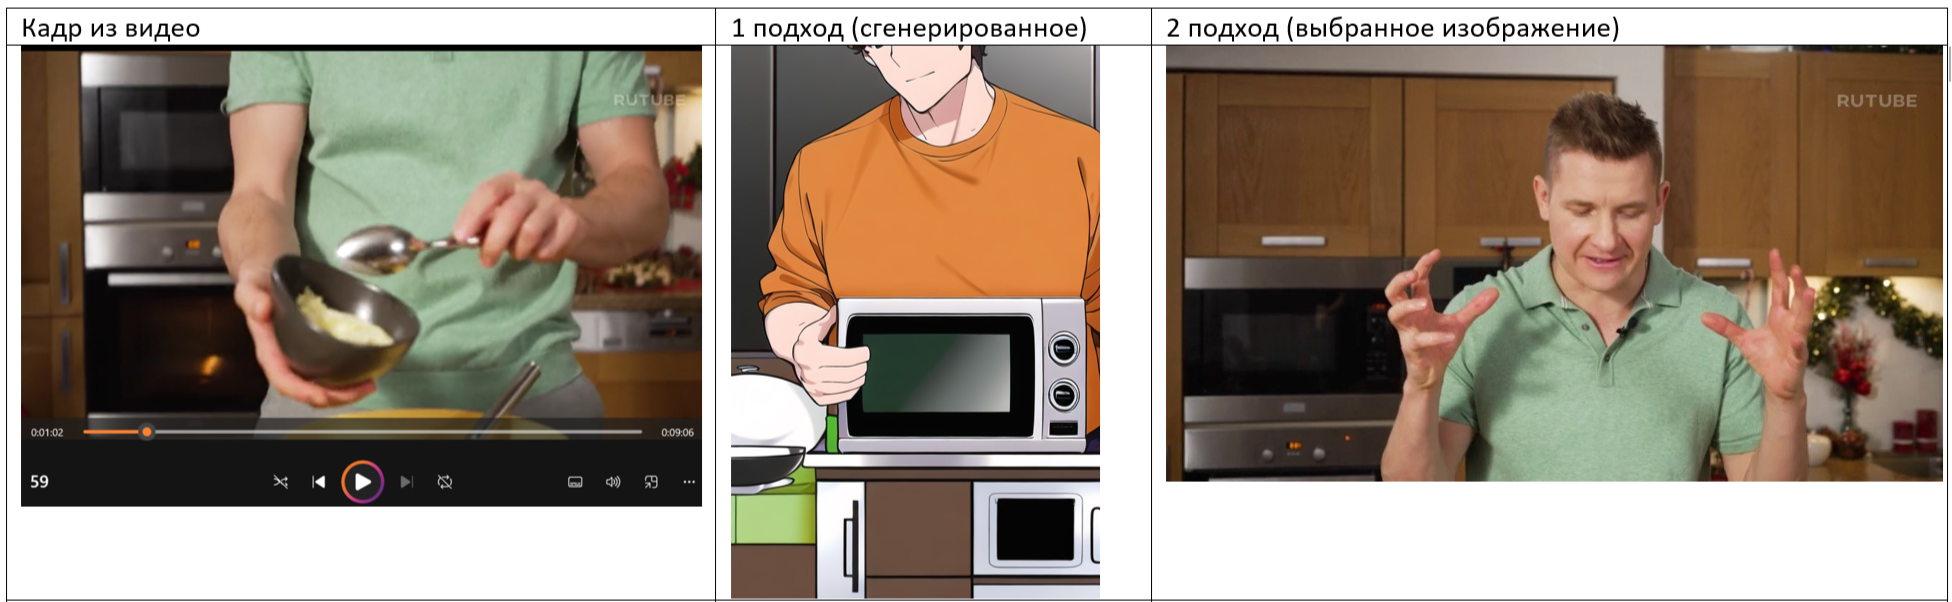 Кадр из видео
1 подход (сгенерированное)
2 подход (выбранное изображение)
RUTUBE
RUTUBE
0:01:02
0:09:06
59